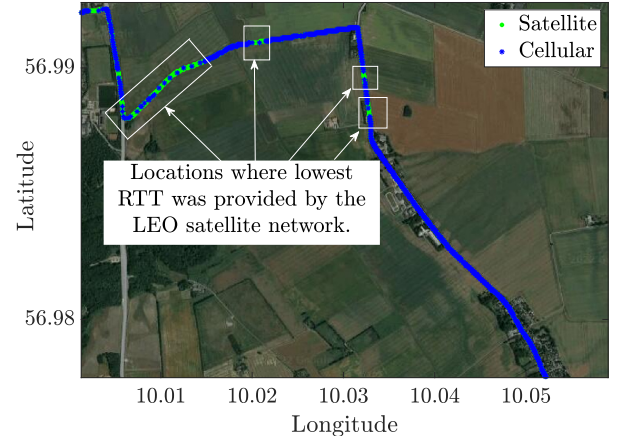 Satellite
Cellular
56.99
Locations where lowest
RTT was provided by the
LEO satellite network.
Latitude
56.98
10.01 10.02 10.03 10.04 10.05
Longitude